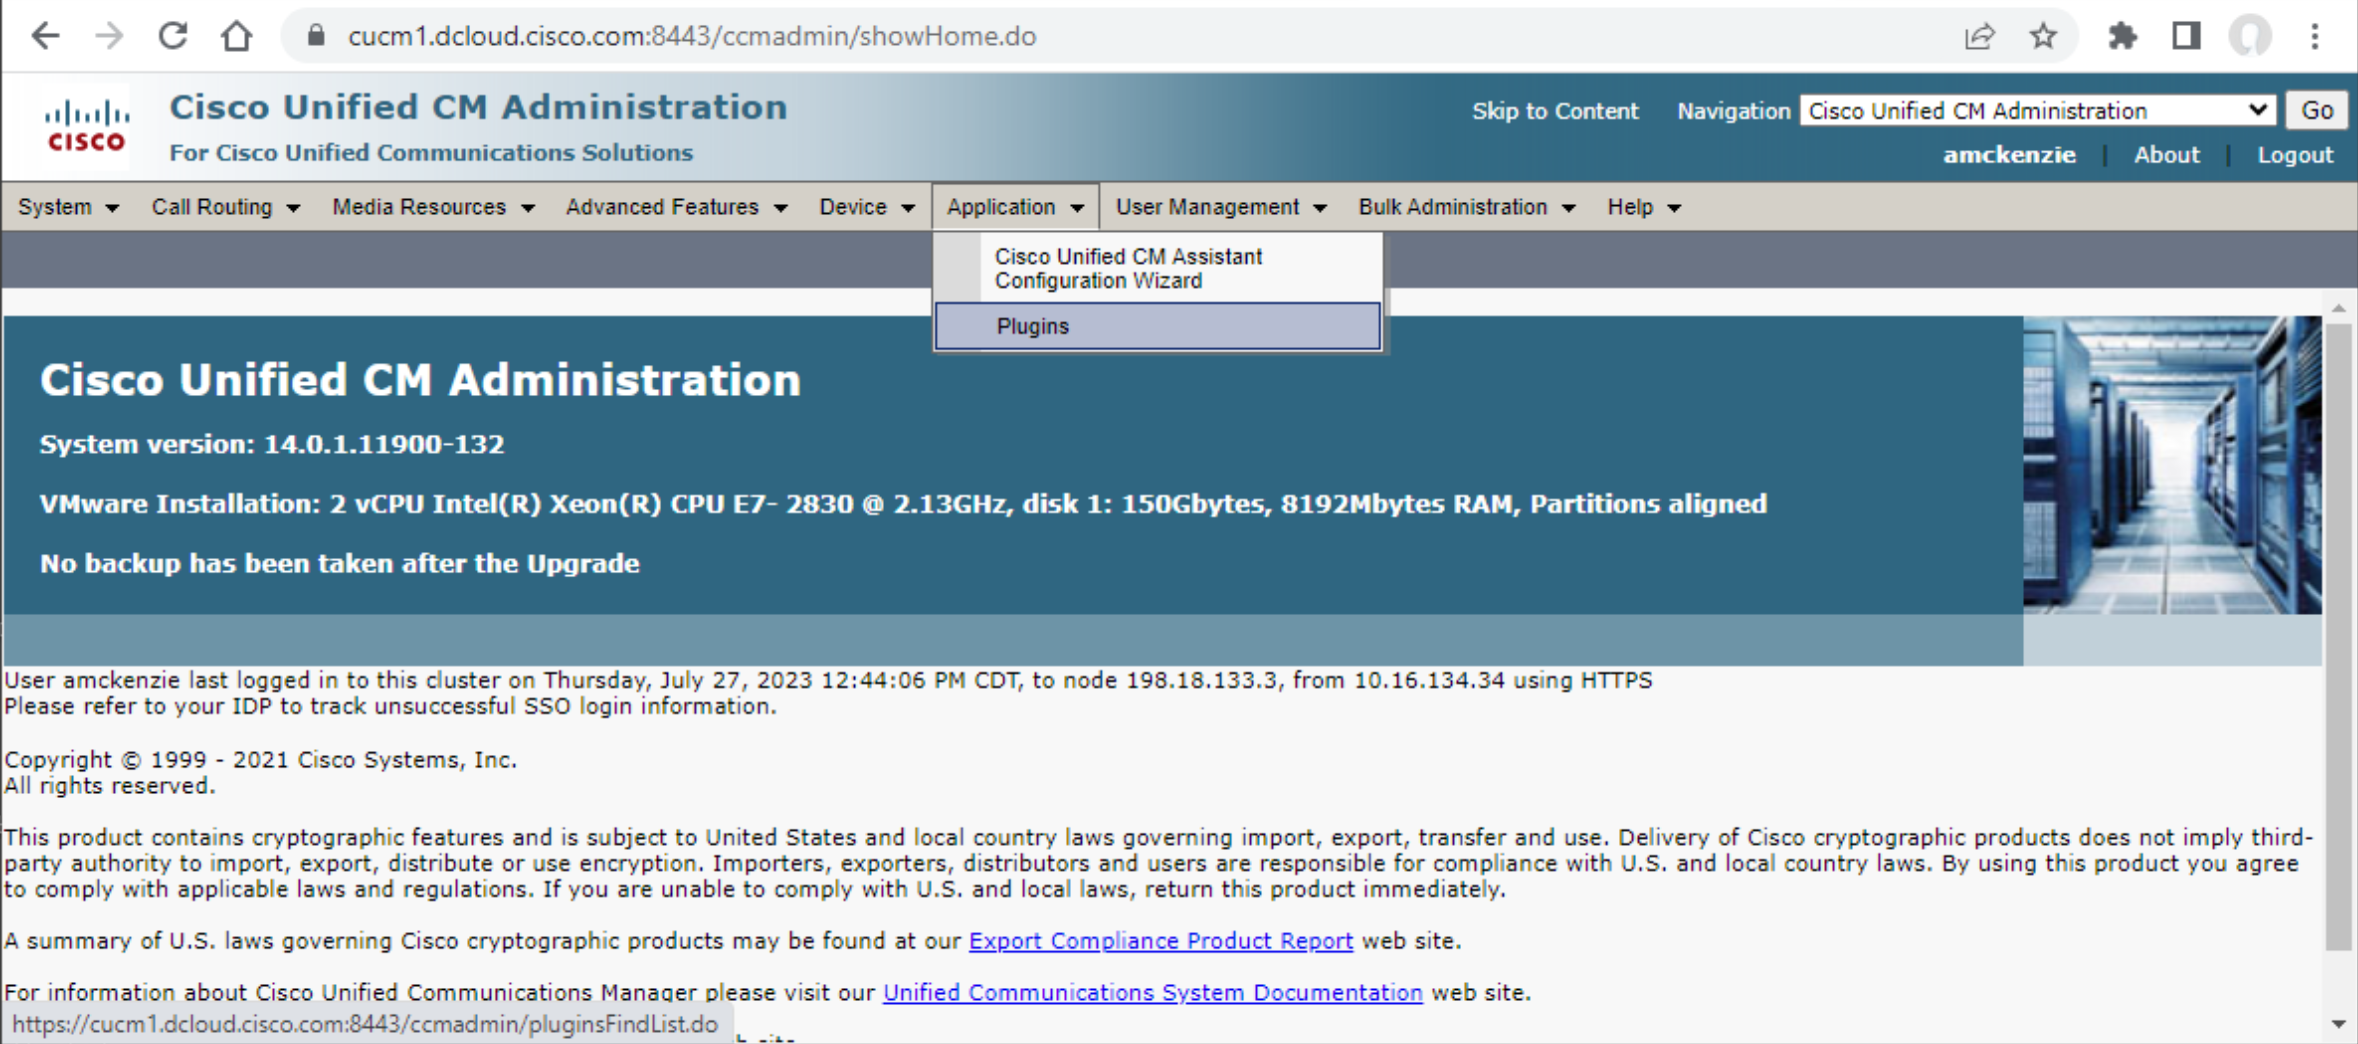 cucm1.dcloud.cisco.com:8443/ccmadmin/showHome.do
CISCO
Cisco Unified CM Administration
For Cisco Unified Communications Solutions
Skip to Content
Navigation
Cisco Unified CM Administration
Go
amckenzie | About | Logout
System
Call Routing
Media Resources
Advanced Features
Device
Application
User Management
Bulk Administration
Help
Cisco Unified CM Assistant
Configuration Wizard
Plugins
Cisco Unified CM Administration
System version: 14.0.1.11900-132
VMware Installation: 2 vCPU Intel(R) Xeon(R) CPU E7- 2830 @ 2.13GHz, disk 1: 150Gbytes, 8192Mbytes RAM, Partitions aligned
No backup has been taken after the Upgrade
User amckenzie last logged in to this cluster on Thursday, July 27, 2023 12:44:06 PM CDT, to node 198.18.133.3, from 10.16.134.34 using HTTPS
Please refer to your IDP to track unsuccessful SSO login information.
Copyright © 1999 - 2021 Cisco Systems, Inc.
All rights reserved.
This product contains cryptographic features and is subject to United States and local country laws governing import, export, transfer and use. Delivery of Cisco cryptographic products does not imply third-
party authority to import, export, distribute or use encryption. Importers, exporters, distributors and users are responsible for compliance with U.S. and local country laws. By using this product you agree
to comply with applicable laws and regulations. If you are unable to comply with U.S. and local laws, return this product immediately.
A summary of U.S. laws governing Cisco cryptographic products may be found at our Export Compliance Product Report web site.
For information about Cisco Unified Communications Manager please visit our Unified Communications System Documentation web site.
https://cucm1.dcloud.cisco.com:8443/ccmadmin/pluginsFindList.do